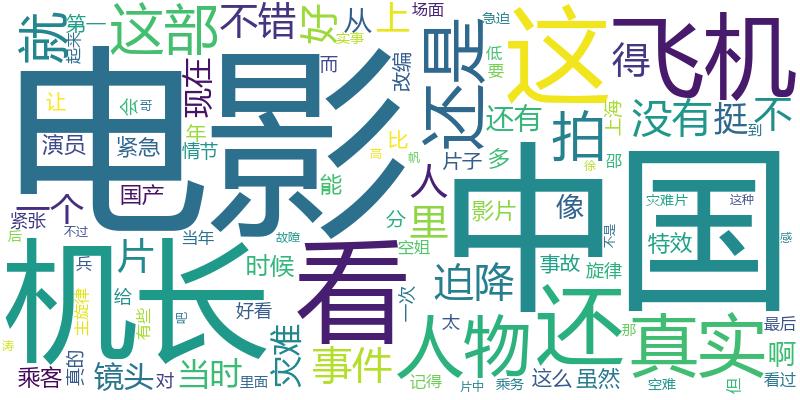 就
第一
起来
这部
不错
好
实事
从
上
场面
急迫
还是
低
要
这
飞机
得
电影
现在
而
改编
让
会
年
情节
演员
紧急
能
比
高
帆
片子
多
还有
拍
上海
没有
挺
不
到
邵
徐
一个
国产
紧张
人
里
分
影片
中国
像
灾难片
这种
不是
特效
感
后
不过
当年
故障
空姐
机长
兵
片
时候
看
一次
迫降
事故
旋律
主旋律
给
有些
呢
好看
太
人物
还
那
真实
最后
啊
涛
乘客
真的
镜头
对
当时
里面
灾难
事件
记得
片中
乘务
这么
虽然
空难
但
看过